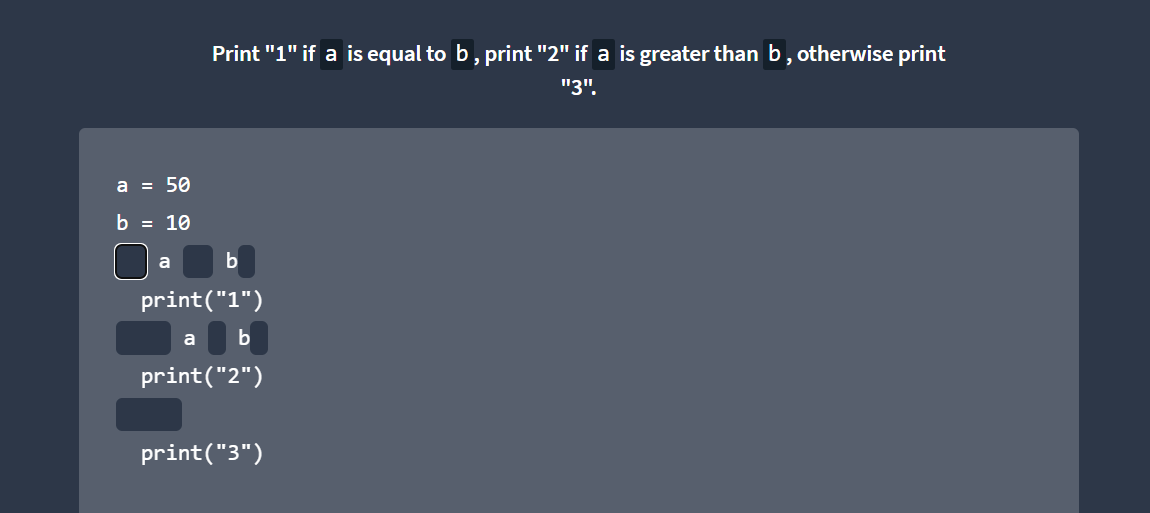 Print "1" if a is equal to b, print "2" if a is greater than b, otherwise print
"3".
a = 50
b = 10
a b
print("1")
a b
print("2")
print("3")